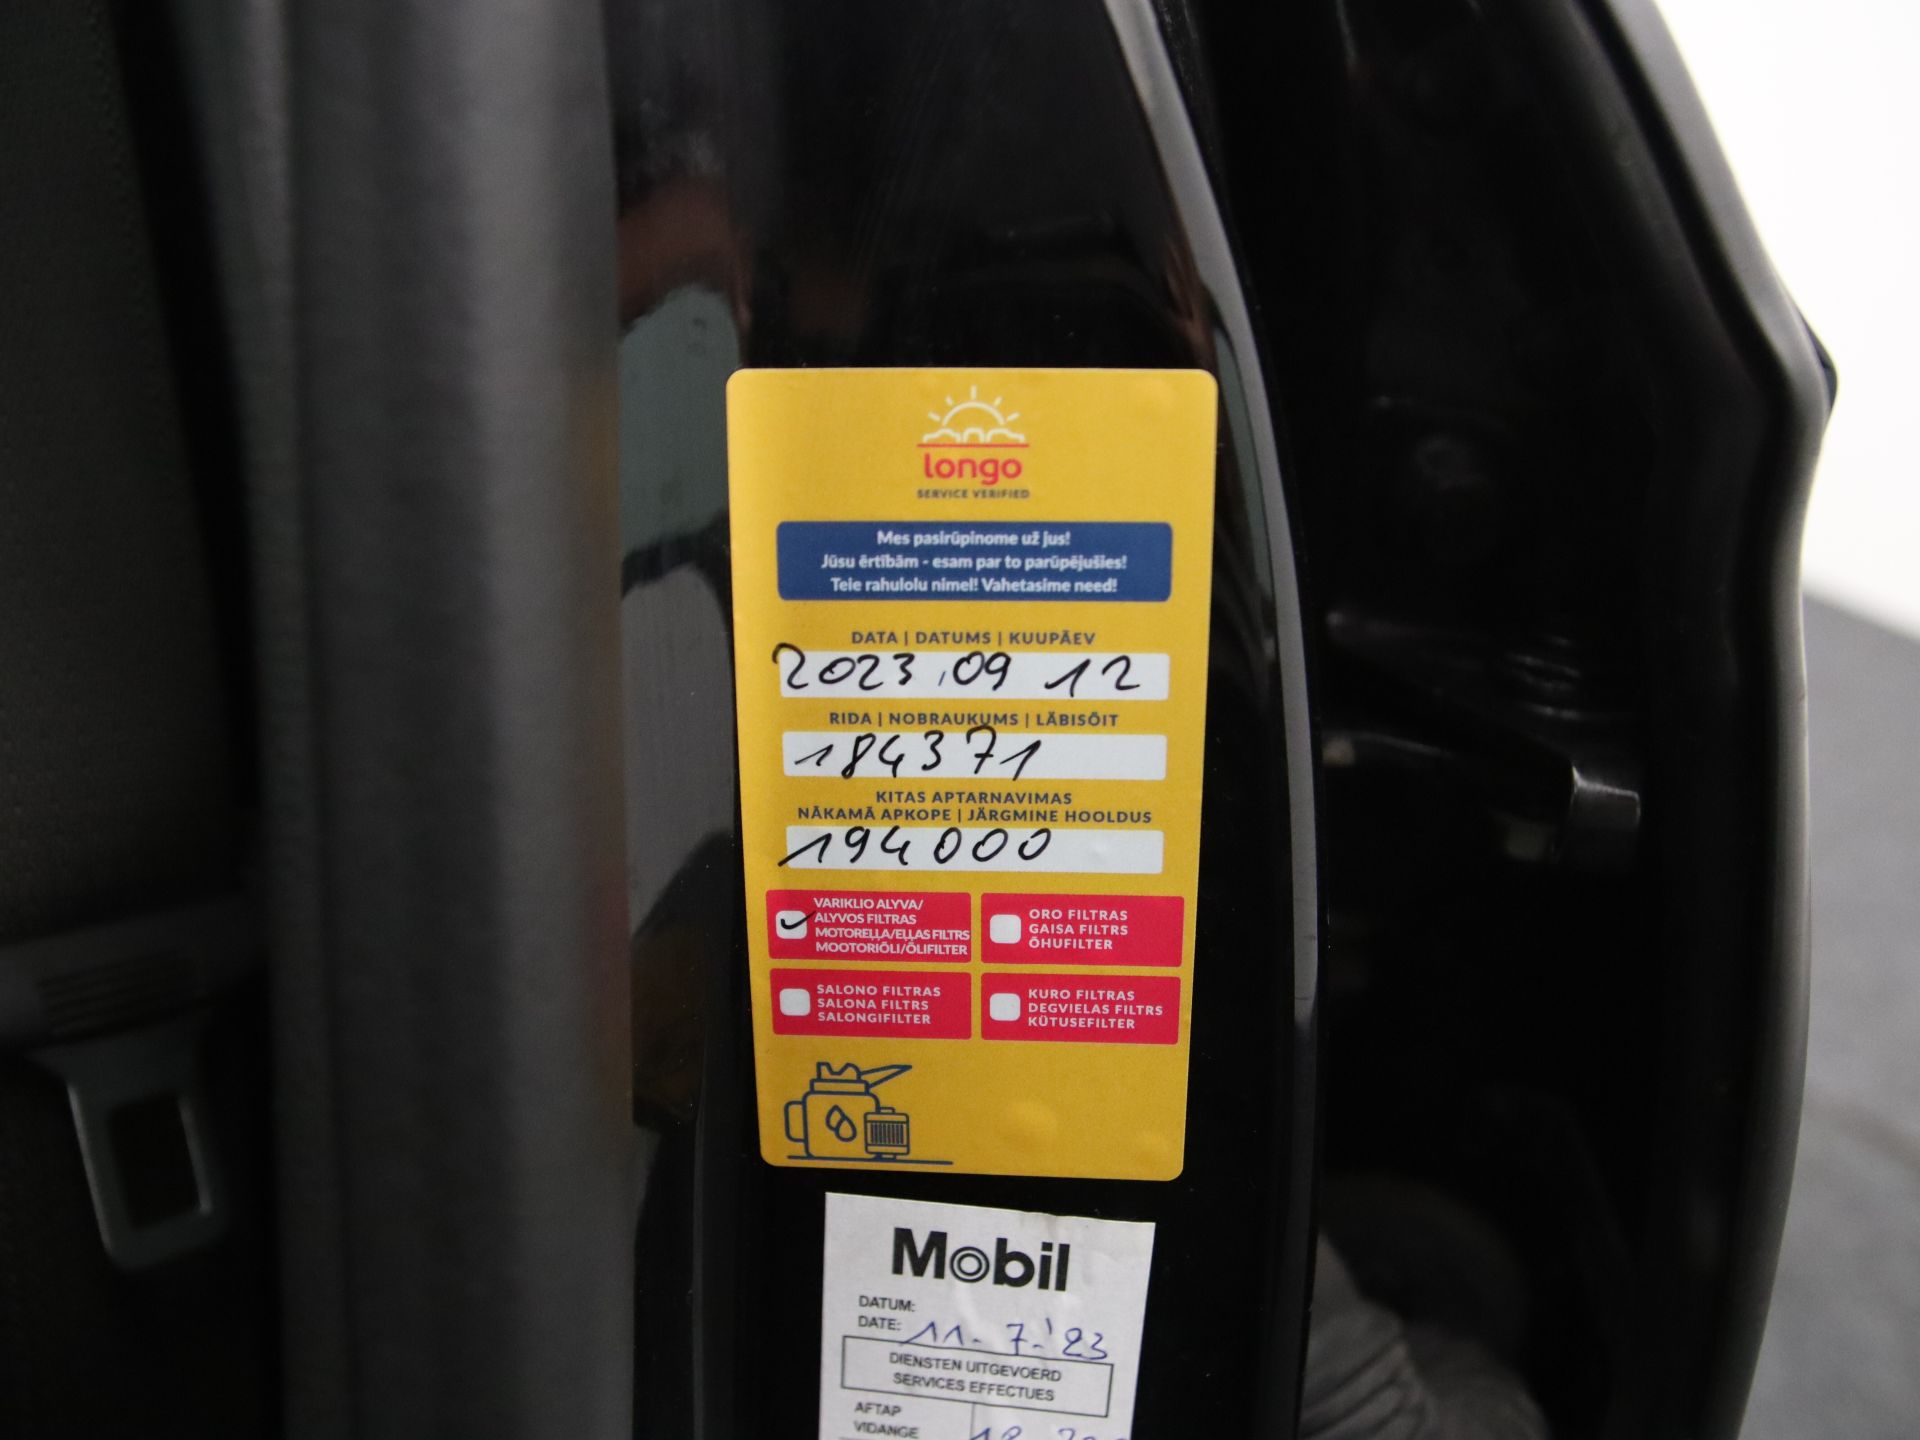 longo
SERVICE VERIFIED
Mes pasirūpinome už jus!
Jūsu ērtībām - esam par to parūpējušies!
Teie rahulolu nimel! Vahetasime need!
DATA | DATUMS | KUUPÄEV
2023.09 12
RIDA | NOBRAUKUMS | LÄBISÕIT
184371
KITAS APTARNAVIMAS
NĀKAMĀ APKOPE | JÄRGMINE HOOLDUS
194000
VARIKLIO ALYVA/
ALYVOS FILTRAS
MOTOREĻĻA/EĻĻAS FILTRS
MOOTORIÕLI/ÕLIFILTER
ORO FILTRAS
GAISA FILTRS
ÕHUFILTER
SALONO FILTRAS
SALONA FILTRS
SALONGIFILTER
KURO FILTRAS
DEGVIELAS FILTRS
KÜTUSEFILTER
Mobil
DATUM:
DATE: 11-7-'23
DIENSTEN UITGEVOERD
SERVICES EFFECTUES
AFTAP
VIDANGE